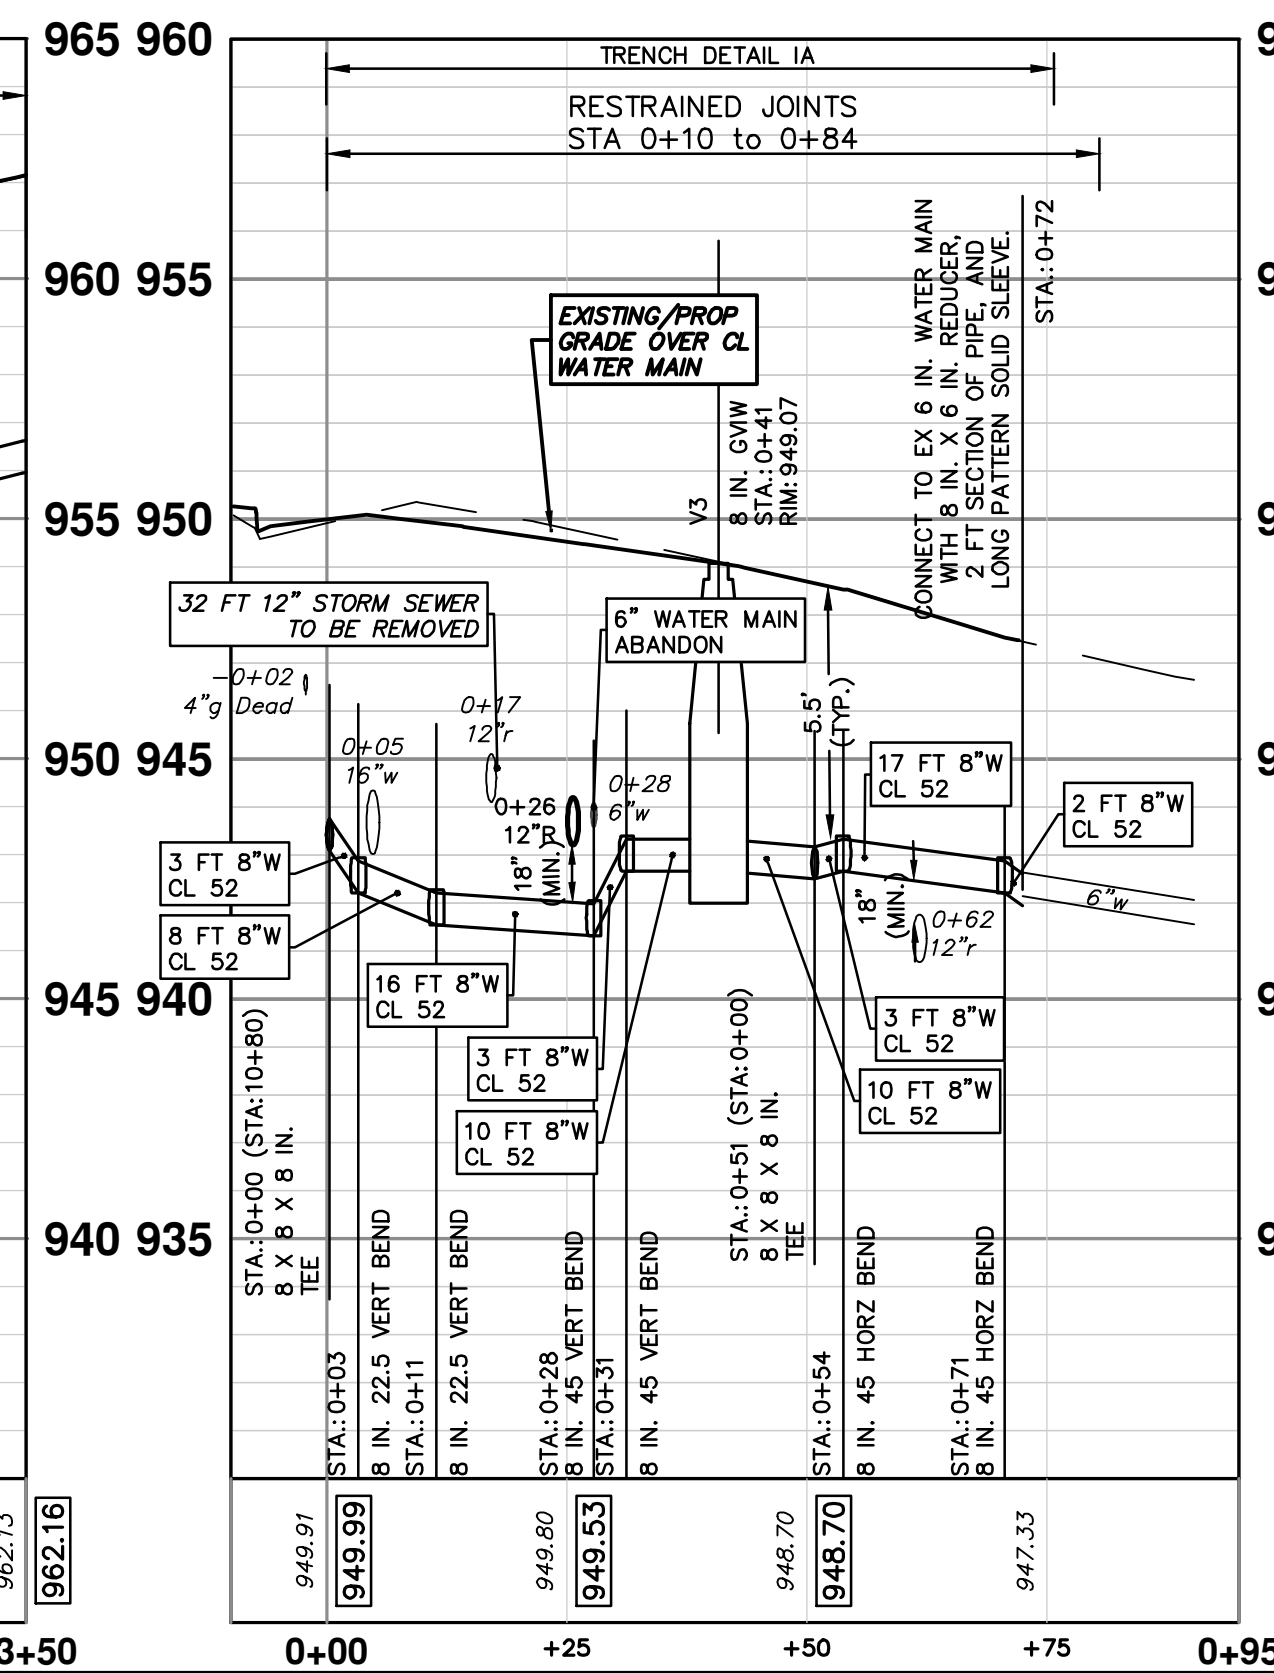 965 960
TRENCH DETAIL IA
RESTRAINED JOINTS
STA 0+10 to 0+84
960 955
CONNECT TO EX 6 IN. WATER MAIN
WITH 8 IN. X 6 IN. REDUCER,
2 FT SECTION OF PIPE, AND
LONG PATTERN SOLID SLEEVE.
STA.:0+72
EXISTING/PROP
GRADE OVER CL
WATER MAIN
V3
8 IN. GVIW
STA.:0+41
RIM:949.07
955 950
32 FT 12" STORM SEWER
TO BE REMOVED
6" WATER MAIN
ABANDON
-0+02
4"g Dead
0+17
12"r
5.5'
(TYP.)
950 945
0+05
16"w
0+26
12"R
0+28
6"w
17 FT 8"W
CL 52
2 FT 8"W
CL 52
3 FT 8"W
CL 52
18"
(MIN.)
18"
(MIN.)
6"w
0+62
12"r
8 FT 8"W
CL 52
16 FT 8"W
CL 52
945 940
3 FT 8"W
CL 52
3 FT 8"W
CL 52
10 FT 8"W
CL 52
10 FT 8"W
CL 52
STA.:0+00 (STA:10+80)
8 X 8 X 8 IN.
TEE
STA.:0+51 (STA:0+00)
8 X 8 X 8 IN.
TEE
940 935
STA.:0+03
8 IN. 22.5 VERT BEND
STA.:0+11
8 IN. 22.5 VERT BEND
STA.:0+28
8 IN. 45 VERT BEND
STA.:0+31
8 IN. 45 VERT BEND
STA.:0+54
8 IN. 45 HORZ BEND
STA.:0+71
8 IN. 45 HORZ BEND
962.13
962.16
949.91
949.99
949.80
949.53
948.70
948.70
947.33
3+50
0+00
+25
+50
+75
0+95